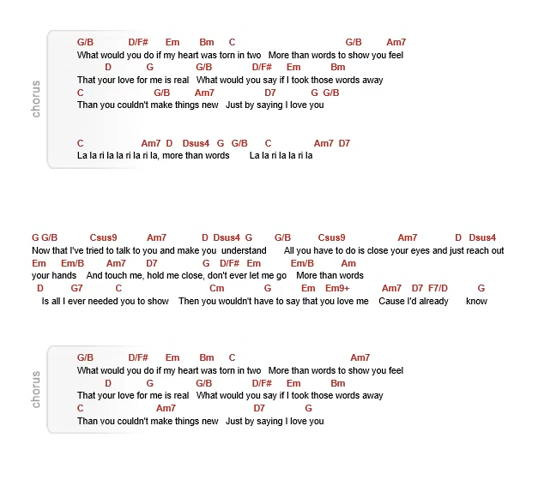 chorus
G/B D/F# Em Bm C G/B Am7
What would you do if my heart was torn in two More than words to show you feel
D G G/B D/F# Em Bm
That your love for me is real What would you say if I took those words away
C G/B Am7 D7 G G/B
Than you couldn't make things new Just by saying I love you
C Am7 D Dsus4 G G/B C Am7 D7
La la ri la la ri la ri la, more than words La la ri la la ri la
G G/B Csus9 Am7 D Dsus4 G G/B Csus9 Am7 D Dsus4
Now that I've tried to talk to you and make you understand All you have to do is close your eyes and just reach out
Em Em/B Am7 D7 G D/F# Em Em/B Am
your hands And touch me, hold me close, don't ever let me go More than words
D G7 C Cm G Em Em9+ Am7 D7 F7/D G
Is all I ever needed you to show Then you wouldn't have to say that you love me Cause I'd already know
chorus
G/B D/F# Em Bm C Am7
What would you do if my heart was torn in two More than words to show you feel
D G G/B D/F# Em Bm
That your love for me is real What would you say if I took those words away
C Am7 D7 G
Than you couldn't make things new Just by saying I love you